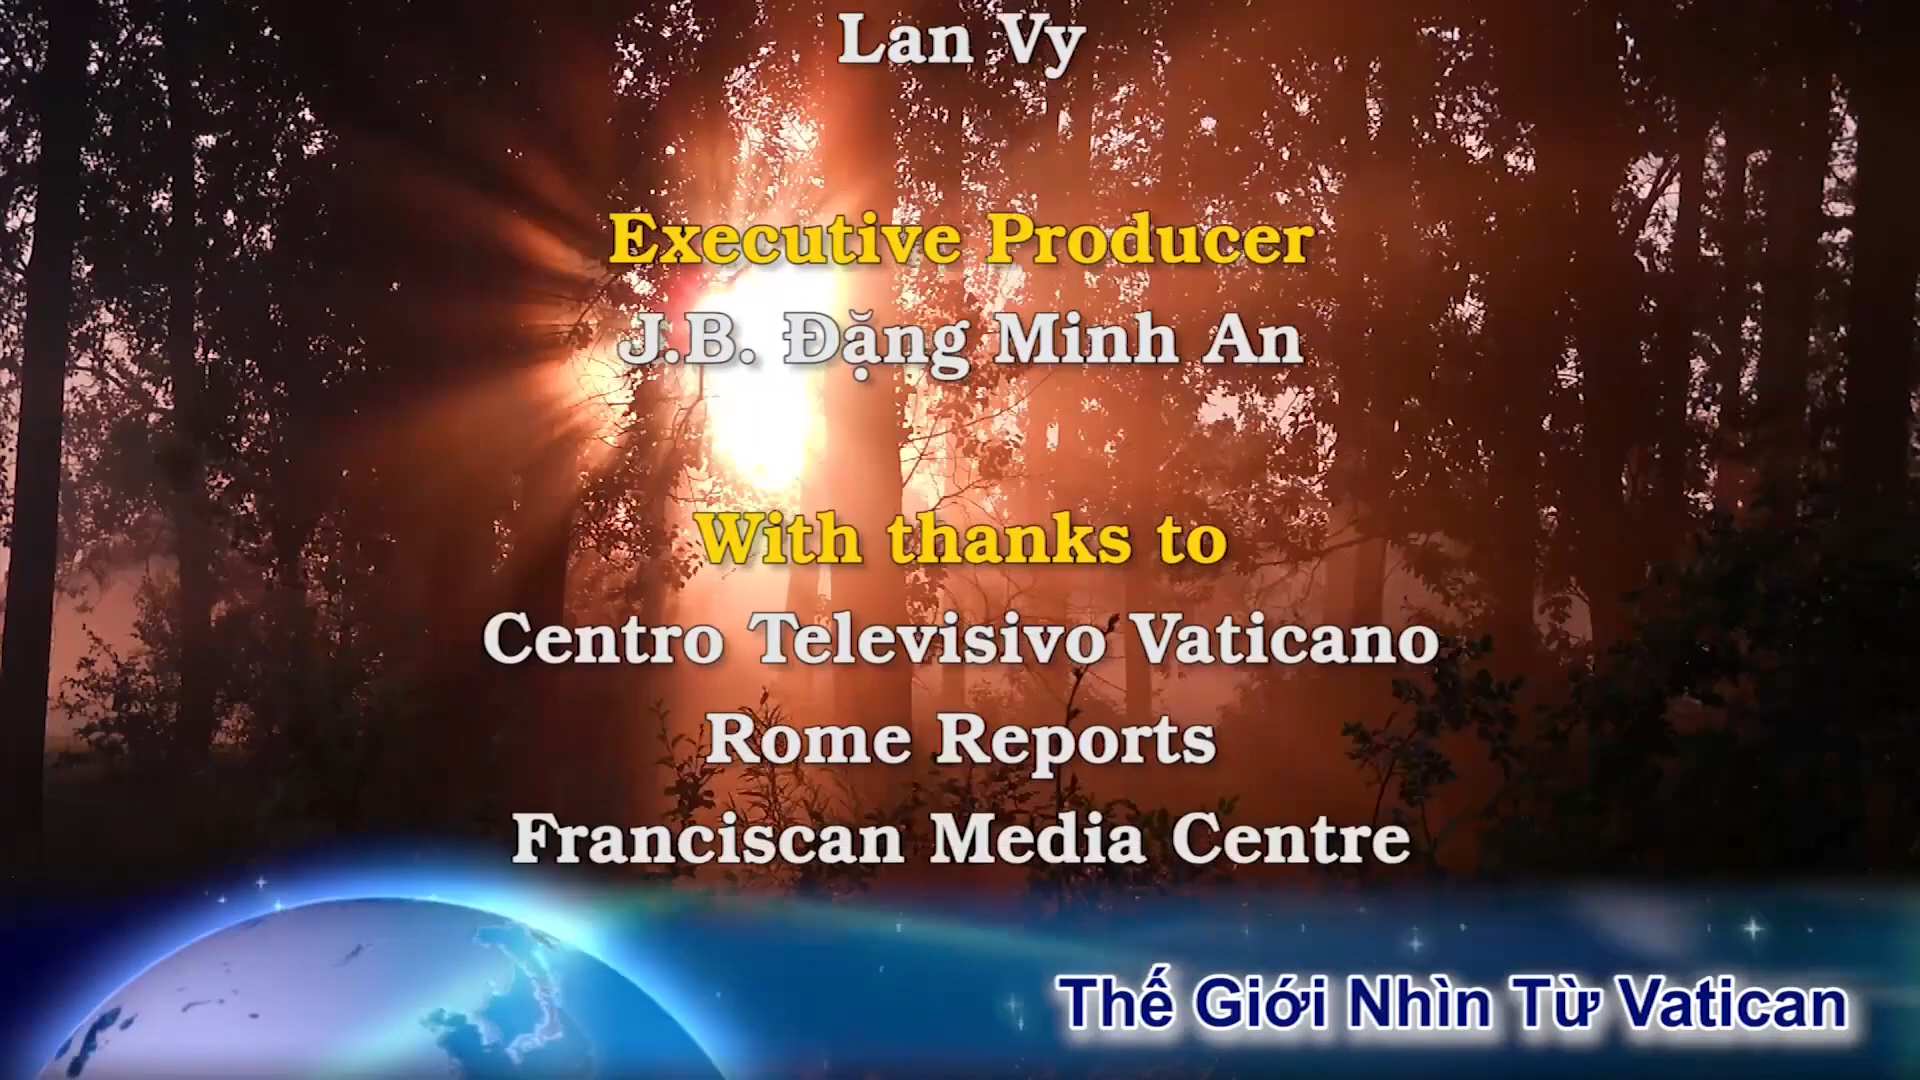 Lan Vy
Executive Producer
J.B. Đặng Minh An
With thanks to
Centro Televisivo Vaticano
Rome Reports
Franciscan Media Centre
Thế Giới Nhìn Từ Vatican